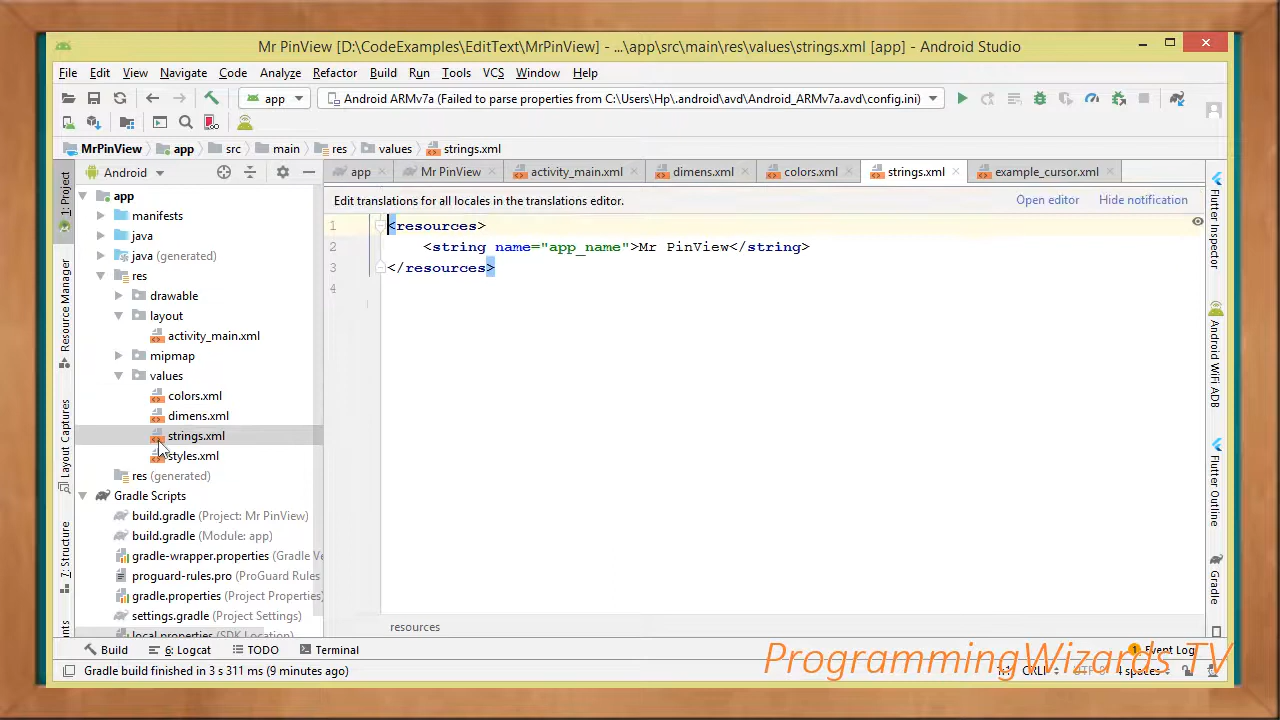 Mr PinView [D:\CodeExamples\EditText\MrPinView] - ...\app\src\main\res\values\strings.xml [app] - Android Studio
File Edit View Navigate Code Analyze Refactor Build Run Tools VCS Window Help
app Android ARMv7a (Failed to parse properties from C:\Users\Hp\.android\avd\Android_ARMv7a.avd\config.ini)
MrPinView app src main res values strings.xml
Android
app Mr PinView activity_main.xml dimens.xml colors.xml strings.xml example_cursor.xml
Edit translations for all locales in the translations editor. Open editor Hide notification
1 <resources>
2 <string name="app_name">Mr PinView</string>
3 </resources>
4
app
manifests
java
java (generated)
res
drawable
layout
activity_main.xml
mipmap
values
colors.xml
dimens.xml
strings.xml
styles.xml
res (generated)
Gradle Scripts
build.gradle (Project: Mr PinView)
build.gradle (Module: app)
gradle-wrapper.properties (Gradle Ve
proguard-rules.pro (ProGuard Rules
gradle.properties (Project Properties)
settings.gradle (Project Settings)
local.properties (SDK Location)
1: Project
Resource Manager
Layout Captures
7: Structure
Flutter Inspector
Android WiFi ADB
Flutter Outline
Gradle
resources
Build 6: Logcat TODO Terminal 1 Event Log
ProgrammingWizards TV
Gradle build finished in 3 s 311 ms (9 minutes ago) 1:1 CRLF UTF-8 4 spaces